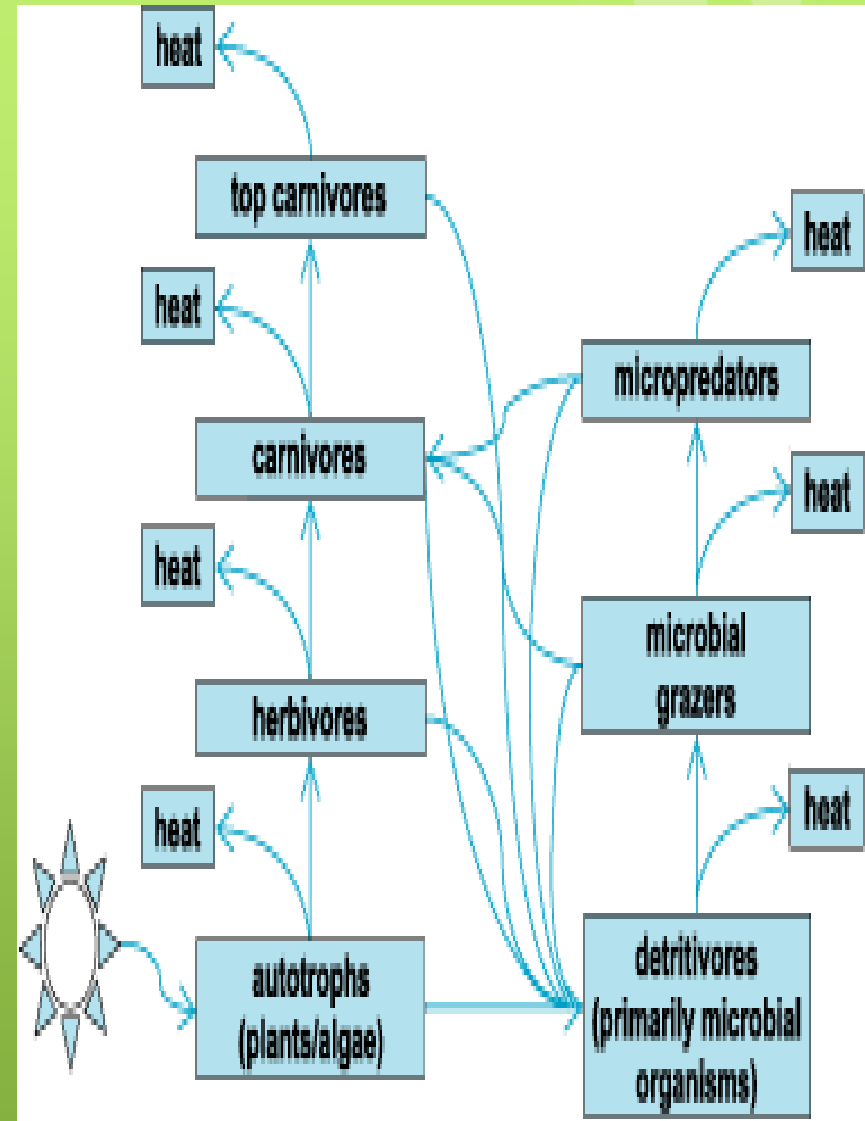 heat
top carnivores
heat
heat
micropredators
carnivores
heat
heat
microbial
grazers
herbivores
heat
heat
autotrophs
(plants/algae)
detritivores
(primarily microbial
organisms)